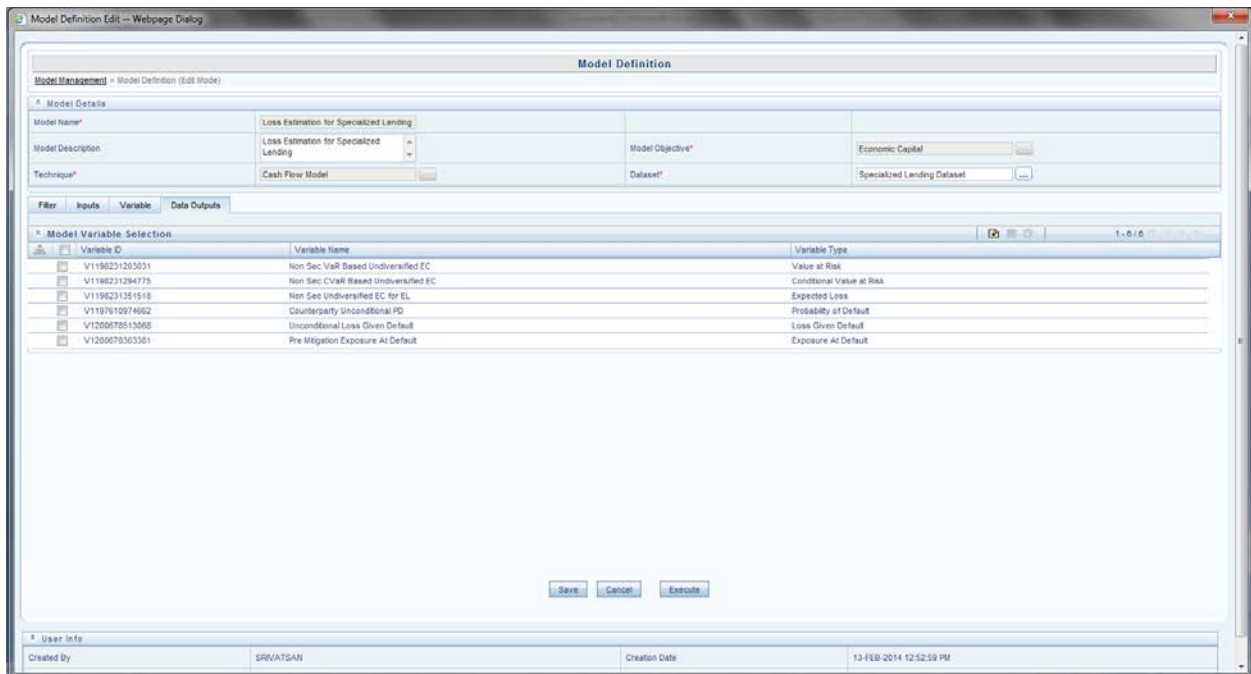 Model Definition Edit -- Webpage Dialog
Model Definition
Model Management > Model Definition (Edit Mode)
Model Details
Model Name* Loss Estimation for Specialized Lending
Model Description Loss Estimation for Specialized Lending Model Objective* Economic Capital ...
Technique* Cash Flow Model ... Dataset* Specialized Lending Dataset ...
Filter Inputs Variable Data Outputs
Model Variable Selection 1-6/6
Variable ID Variable Name Variable Type
V1196231203031 Non Sec VaR Based Undiversified EC Value at Risk
V1196231294775 Non Sec CVaR Based Undiversified EC Conditional Value at Risk
V1196231351518 Non Sec Undiversified EC for EL Expected Loss
V1197610974662 Counterparty Unconditional PD Probability of Default
V1200678513068 Unconditional Loss Given Default Loss Given Default
V1200678363381 Pre Mitigation Exposure At Default Exposure At Default
Save Cancel Execute
User Info
Created By SRIVATSAN Creation Date 13-FEB-2014 12:52:59 PM